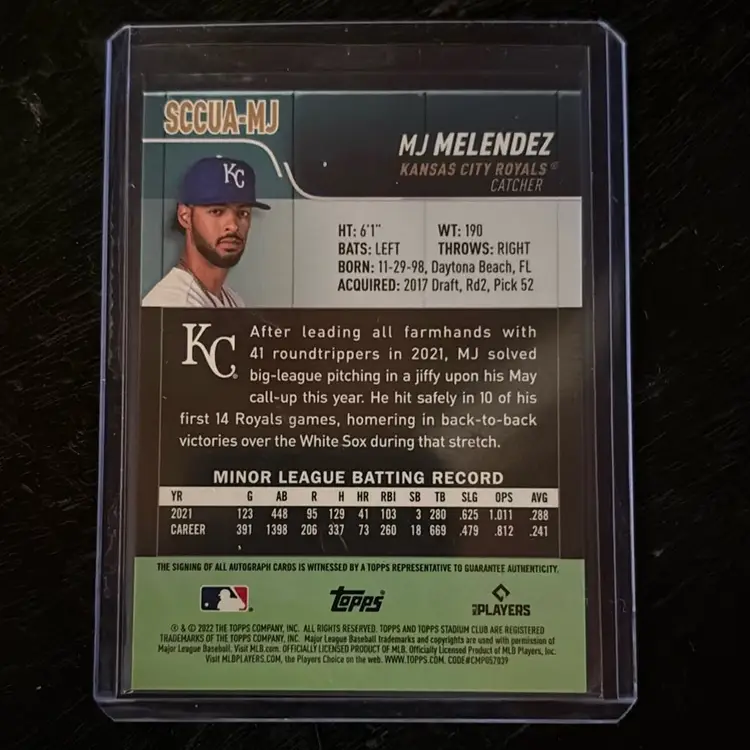 SCCUA-MJ
MJ MELENDEZ
KANSAS CITY ROYALS®
CATCHER
KC
HT: 6'1" WT: 190
BATS: LEFT THROWS: RIGHT
BORN: 11-29-98, Daytona Beach, FL
ACQUIRED: 2017 Draft, Rd2, Pick 52
KC
After leading all farmhands with
41 roundtrippers in 2021, MJ solved
big-league pitching in a jiffy upon his May
call-up this year. He hit safely in 10 of his
first 14 Royals games, homering in back-to-back
victories over the White Sox during that stretch.
MINOR LEAGUE BATTING RECORD
YR G AB R H HR RBI SB TB SLG OPS AVG
2021 123 448 95 129 41 103 3 280 .625 1.011 .288
CAREER 391 1398 206 337 73 260 18 669 .479 .812 .241
THE SIGNING OF ALL AUTOGRAPH CARDS IS WITNESSED BY A TOPPS REPRESENTATIVE TO GUARANTEE AUTHENTICITY.
topps®
MLB PLAYERS
® & © 2022 THE TOPPS COMPANY, INC. ALL RIGHTS RESERVED. TOPPS AND TOPPS STADIUM CLUB ARE REGISTERED
TRADEMARKS OF THE TOPPS COMPANY, INC. Major League Baseball trademarks and copyrights are used with permission of
Major League Baseball. Visit MLB.com. OFFICIALLY LICENSED PRODUCT OF MLB Players, Inc.
Visit MLBPLAYERS.com, the Players Choice on the web. WWW.TOPPS.COM. CODE#CMP057039